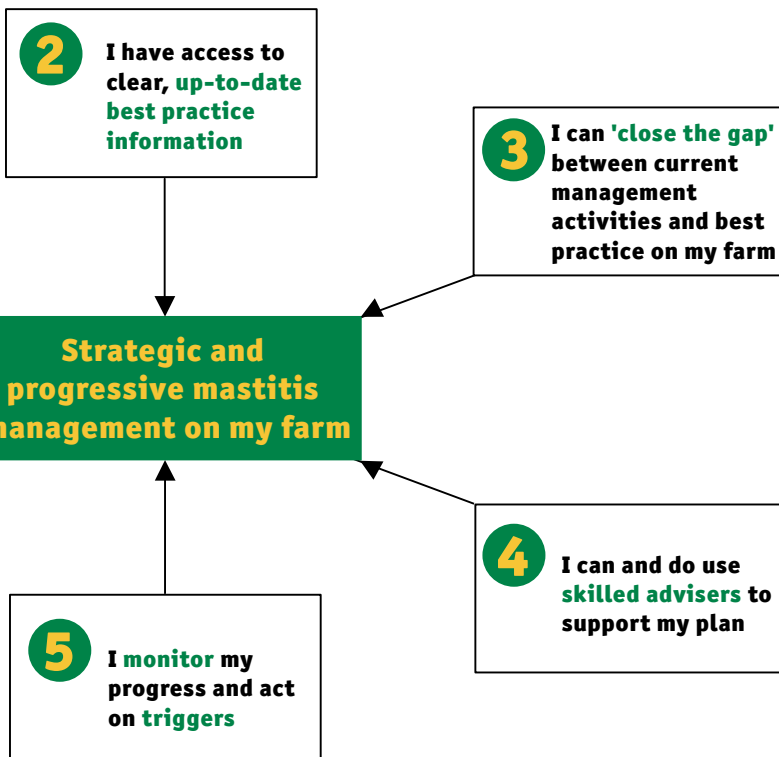 2
I have access to
clear, up-to-date
best practice
information
3
I can 'close the gap'
between current
management
activities and best
practice on my farm
Strategic and
progressive mastitis
management on my farm
4
I can and do use
skilled advisers to
support my plan
5
I monitor my
progress and act
on triggers